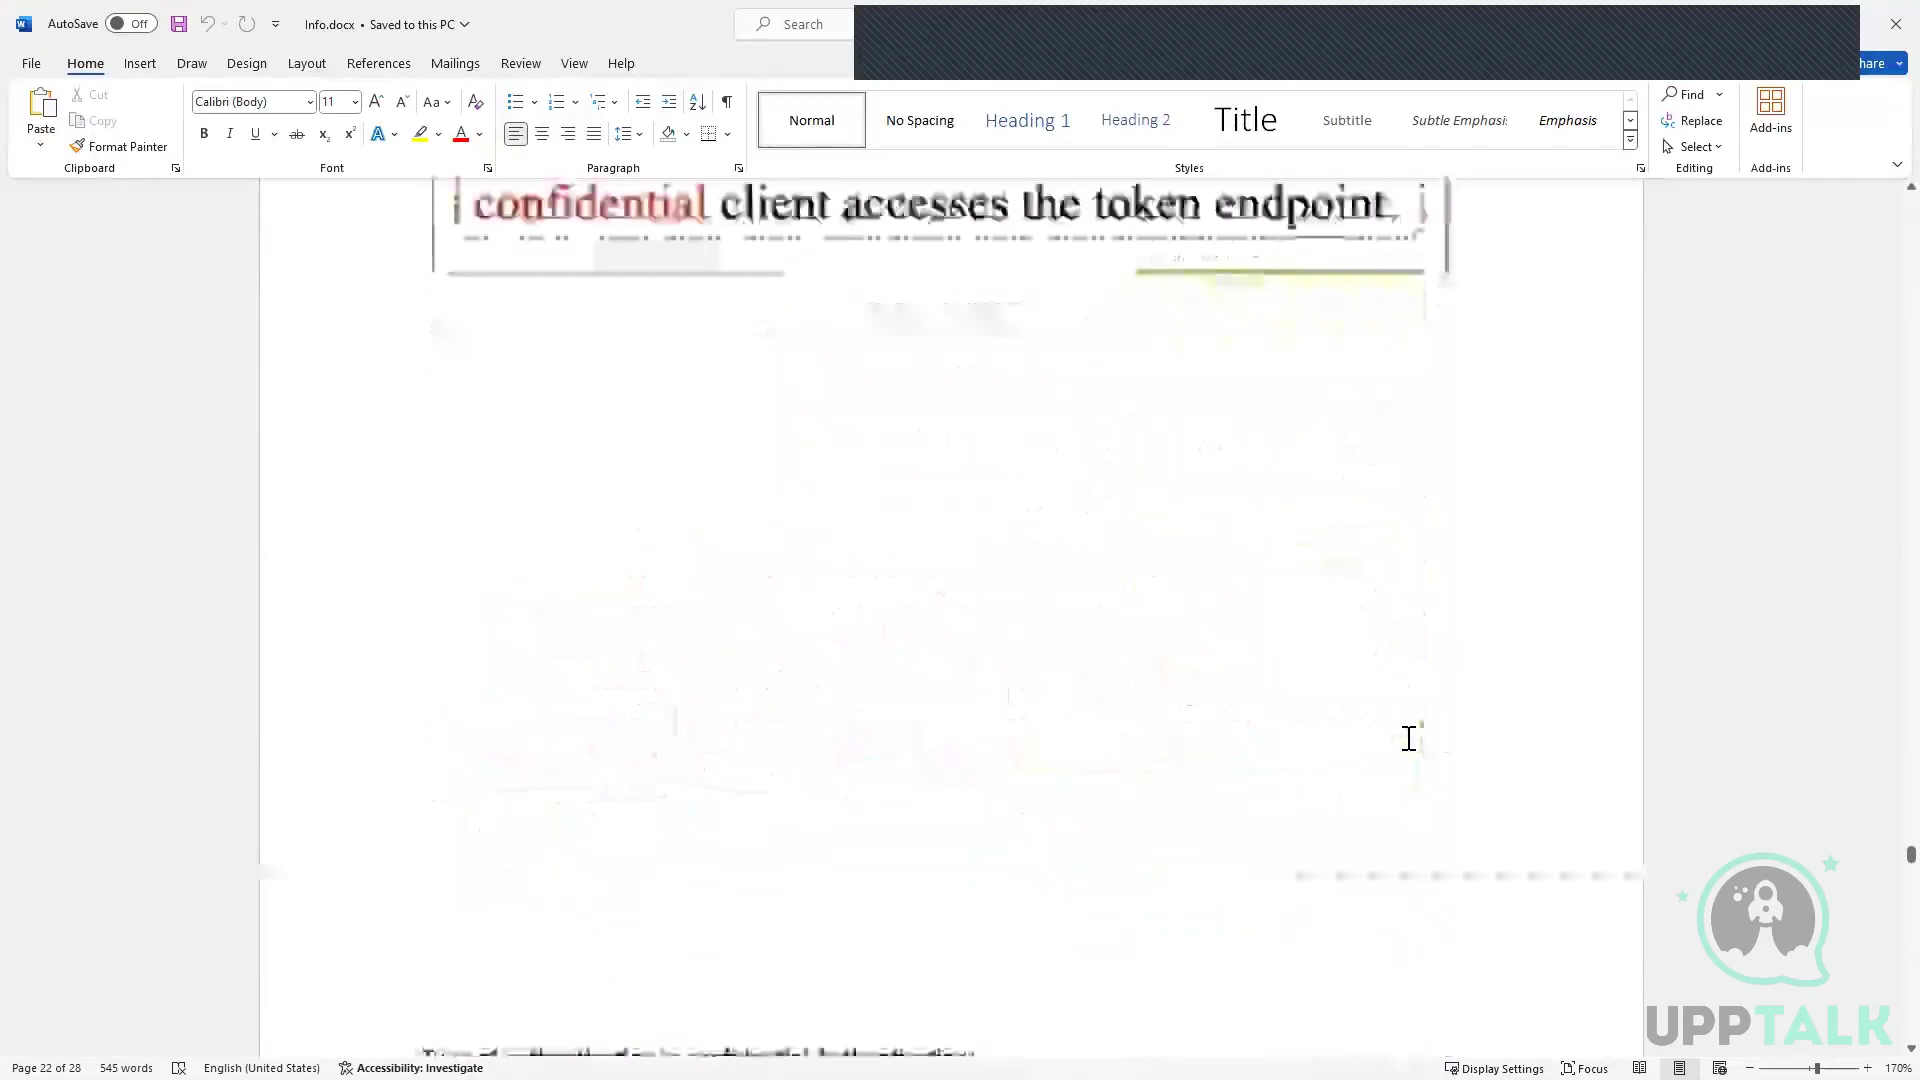 AutoSave Off Info.docx • Saved to this PC Search
File Home Insert Draw Design Layout References Mailings Review View Help hare
Paste Cut Copy Format Painter
Calibri (Body) 11 Aa
Normal No Spacing Heading 1 Heading 2 Title Subtitle Subtle Emphasi: Emphasis
Find Replace Select Add-ins
Clipboard Font Paragraph Styles Editing Add-ins
confidential client accesses the token endpoint.
UPPTALK
Page 22 of 28 545 words English (United States) Accessibility: Investigate Display Settings Focus 170%